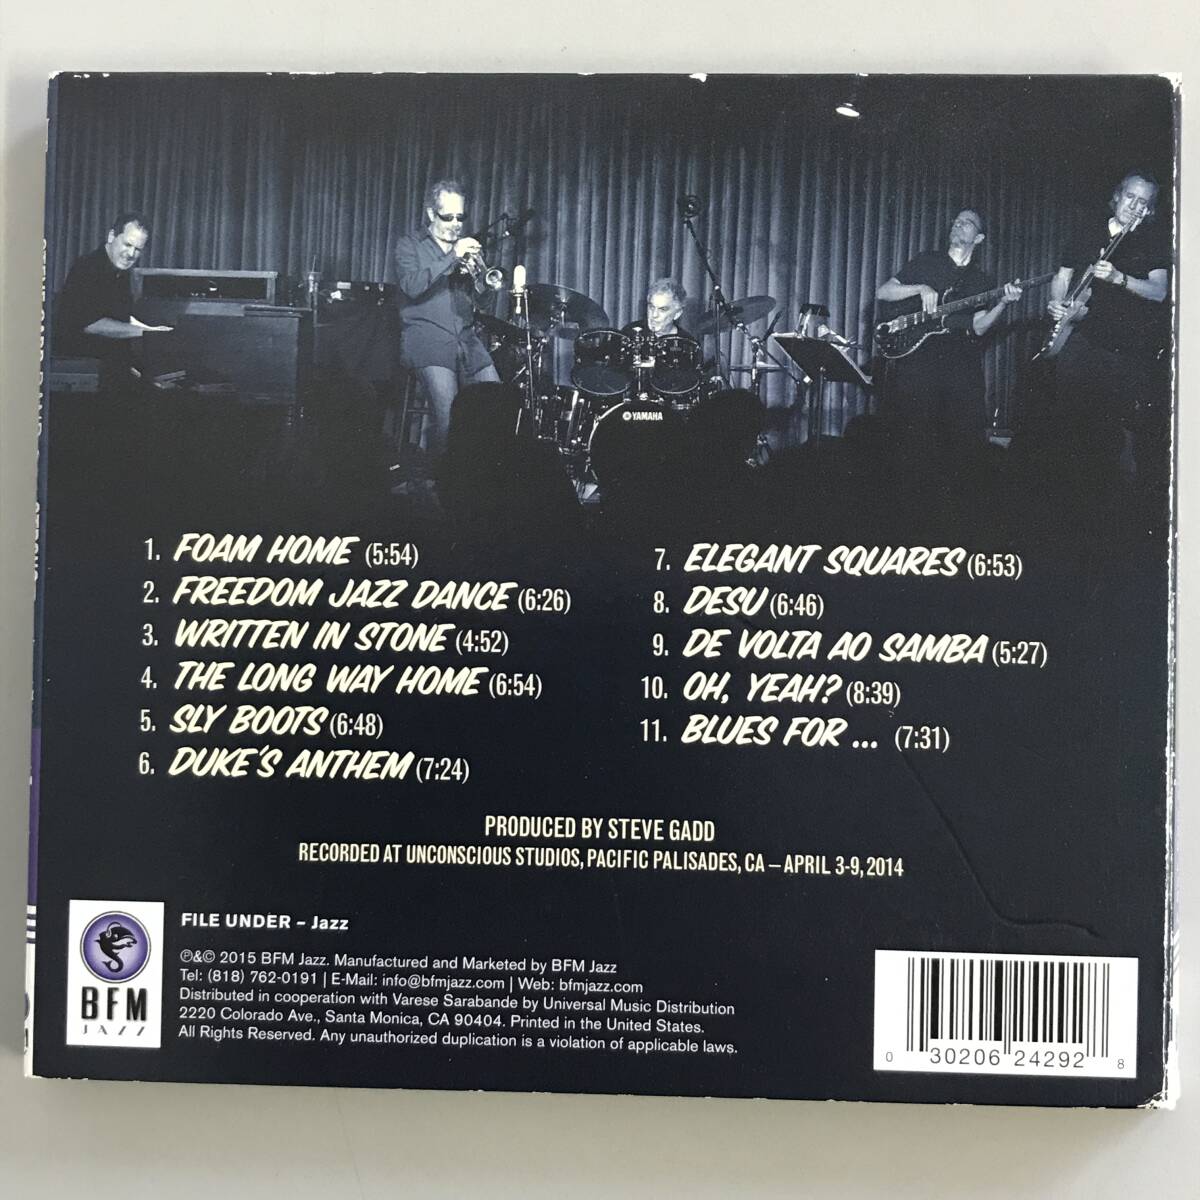 YAMAHA
1. FOAM HOME (5:54)
2. FREEDOM JAZZ DANCE (6:26)
3. WRITTEN IN STONE (4:52)
4. THE LONG WAY HOME (6:54)
5. SLY BOOTS (6:48)
6. DUKE'S ANTHEM (7:24)
7. ELEGANT SQUARES (6:53)
8. DESU (6:46)
9. DE VOLTA AO SAMBA (5:27)
10. OH, YEAH? (8:39)
11. BLUES FOR ... (7:31)
PRODUCED BY STEVE GADD
RECORDED AT UNCONSCIOUS STUDIOS, PACIFIC PALISADES, CA – APRIL 3-9, 2014
BFM
JAZZ
FILE UNDER – Jazz
℗&© 2015 BFM Jazz. Manufactured and Marketed by BFM Jazz
Tel: (818) 762-0191 | E-Mail: info@bfmjazz.com | Web: bfmjazz.com
Distributed in cooperation with Varese Sarabande by Universal Music Distribution
2220 Colorado Ave., Santa Monica, CA 90404. Printed in the United States.
All Rights Reserved. Any unauthorized duplication is a violation of applicable laws.
0 30206 24292 8